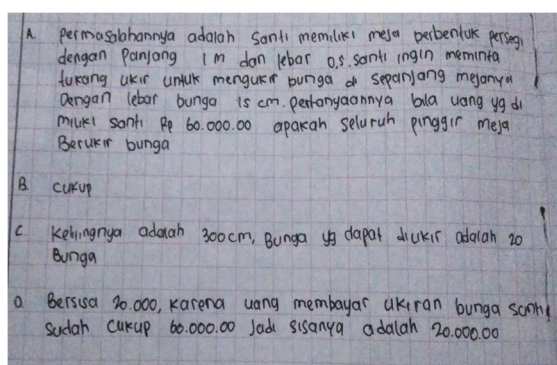 A. permasalahannya adalah Santi memiliki meja berbentuk persegi
dengan Panjang 1 m dan lebar 0,5. santi ingin meminta
tukang ukir untuk mengukir bunga di sepanjang mejanya
Dengan lebar bunga 15 cm. pertanyaannya bila uang yg di
miliki santi Rp 60.000.00 apakah seluruh pinggir meja
Berukir bunga
B. cukup
C. Kelilingnya adalah 300 cm, Bunga yg dapat diukir adalah 20
Bunga
D. Bersisa 20.000, karena uang membayar ukiran bunga santi
sudah cukup 60.000.00 Jadi sisanya adalah 20.000.00